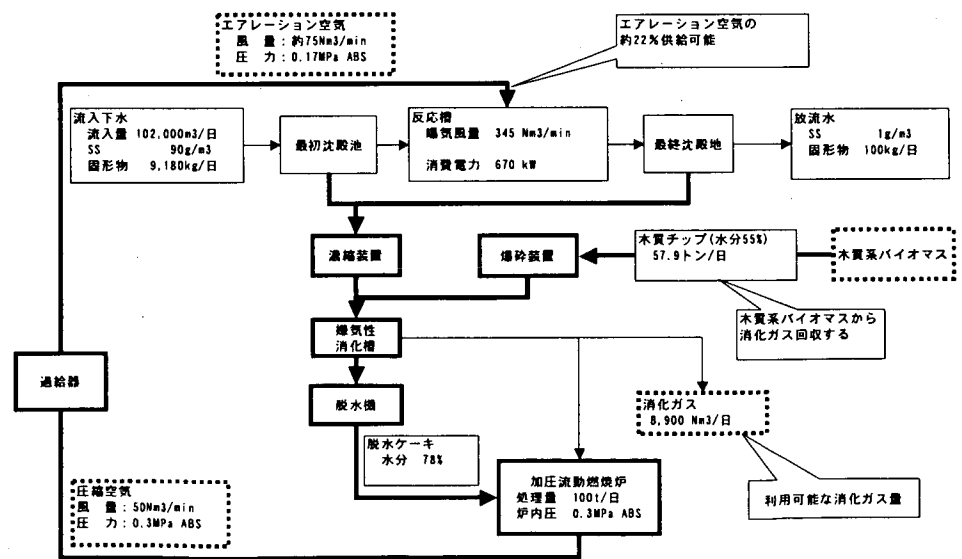 エアレーション空気
風 量:約75Nm3/min
圧 力:0.17MPa ABS
エアレーション空気の
約22%供給可能
流入下水
流入量 102,000m3/日
SS 90g/m3
固形物 9,180kg/日
最初沈殿池
反応槽
曝気風量 345 Nm3/min
消費電力 670 kW
最終沈殿地
放流水
SS 1g/m3
固形物 100kg/日
濃縮装置
爆砕装置
木質チップ(水分55%)
57.9トン/日
木質系バイオマス
木質系バイオマスから
消化ガス回収する
嫌気性
消化槽
過給器
脱水機
消化ガス
8,900 Nm3/日
脱水ケーキ
水分 78%
加圧流動燃焼炉
処理量 100t/日
炉内圧 0.3MPa ABS
利用可能な消化ガス量
圧縮空気
風 量:50Nm3/min
圧 力:0.3MPa ABS